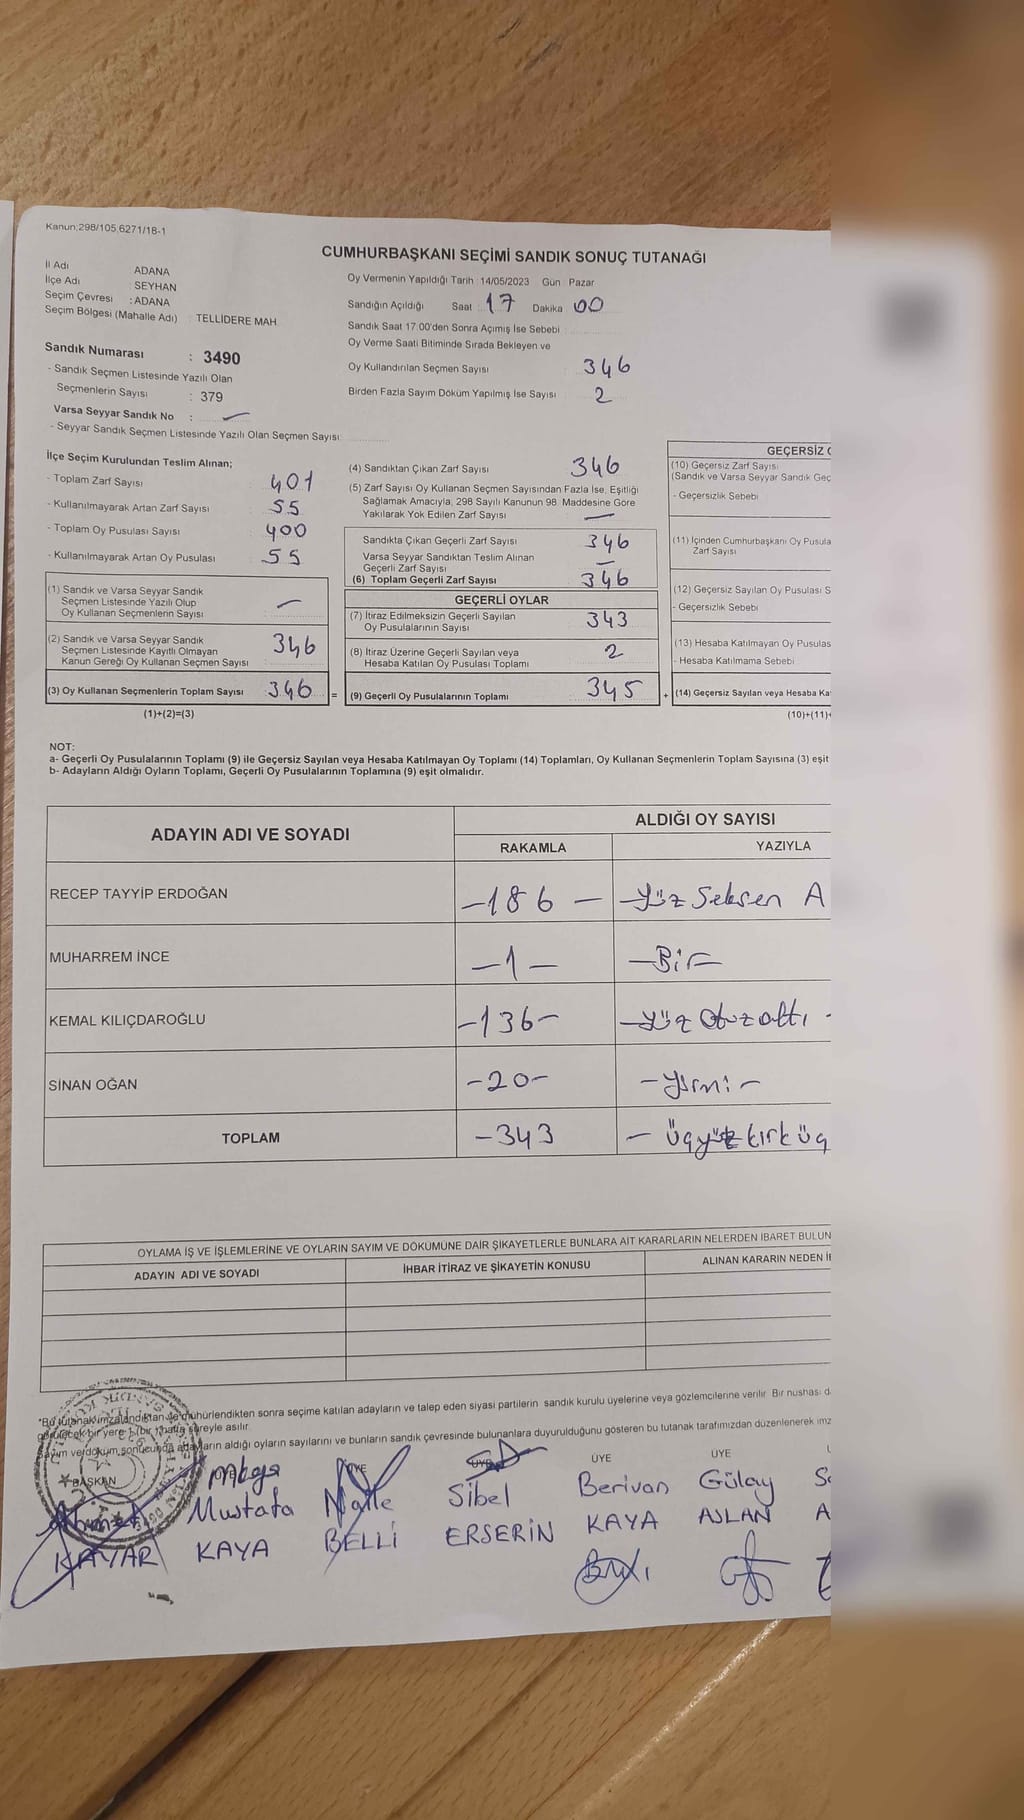 Kanun;298/105,6271/18-1
CUMHURBAŞKANI SEÇİMİ SANDIK SONUÇ TUTANAĞI
İl Adı ADANA
İlçe Adı : SEYHAN
Seçim Çevresi : ADANA
Seçim Bölgesi (Mahalle Adı) : TELLİDERE MAH.
Sandık Numarası : 3490
- Sandık Seçmen Listesinde Yazılı Olan
Seçmenlerin Sayısı : 379
Varsa Seyyar Sandık No : —
- Seyyar Sandık Seçmen Listesinde Yazılı Olan Seçmen Sayısı:
Oy Vermenin Yapıldığı Tarih : 14/05/2023 Gün : Pazar
Sandığın Açıldığı Saat : 17 Dakika 00
Sandık Saat 17:00'den Sonra Açımış İse Sebebi
Oy Verme Saati Bitiminde Sırada Bekleyen ve
Oy Kullandırılan Seçmen Sayısı 346
Birden Fazla Sayım Döküm Yapılmış İse Sayısı 2
İlçe Seçim Kurulundan Teslim Alınan;
- Toplam Zarf Sayısı 401
- Kullanılmayarak Artan Zarf Sayısı 55
- Toplam Oy Pusulası Sayısı 400
- Kullanılmayarak Artan Oy Pusulası 55
(1) Sandık ve Varsa Seyyar Sandık
Seçmen Listesinde Yazılı Olup
Oy Kullanan Seçmenlerin Sayısı —
(2) Sandık ve Varsa Seyyar Sandık
Seçmen Listesinde Kayıtlı Olmayan
Kanun Gereği Oy Kullanan Seçmen Sayısı 346
(3) Oy Kullanan Seçmenlerin Toplam Sayısı 346 =
(1)+(2)=(3)
(4) Sandıktan Çıkan Zarf Sayısı 346
(5) Zarf Sayısı Oy Kullanan Seçmen Sayısından Fazla İse, Eşitliği
Sağlamak Amacıyla, 298 Sayılı Kanunun 98. Maddesine Göre
Yakılarak Yok Edilen Zarf Sayısı —
Sandıkta Çıkan Geçerli Zarf Sayısı 346
Varsa Seyyar Sandıktan Teslim Alınan
Geçerli Zarf Sayısı —
(6) Toplam Geçerli Zarf Sayısı 346
GEÇERLİ OYLAR
(7) İtiraz Edilmeksizin Geçerli Sayılan
Oy Pusulalarının Sayısı 343
(8) İtiraz Üzerine Geçerli Sayılan veya
Hesaba Katılan Oy Pusulası Toplamı 2
(9) Geçerli Oy Pusulalarının Toplamı 345 +
GEÇERSİZ
(10) Geçersiz Zarf Sayısı
(Sandık ve Varsa Seyyar Sandık Geç
- Geçersizlik Sebebi
(11) İçinden Cumhurbaşkanı Oy Pusula
Zarf Sayısı
(12) Geçersiz Sayılan Oy Pusulası S
- Geçersizlik Sebebi
(13) Hesaba Katılmayan Oy Pusulas
- Hesaba Katılmama Sebebi
(14) Geçersiz Sayılan veya Hesaba Ka
(10)+(11)+
NOT:
a- Geçerli Oy Pusulalarının Toplamı (9) ile Geçersiz Sayılan veya Hesaba Katılmayan Oy Toplamı (14) Toplamları, Oy Kullanan Seçmenlerin Toplam Sayısına (3) eşit
b- Adayların Aldığı Oyların Toplamı, Geçerli Oy Pusulalarının Toplamına (9) eşit olmalıdır.
ADAYIN ADI VE SOYADI ALDIĞI OY SAYISI
RAKAMLA YAZIYLA
RECEP TAYYİP ERDOĞAN -186- -Yüz Seksen A
MUHARREM İNCE -1- -Bir-
KEMAL KILIÇDAROĞLU -136- -Yüz Otuz altı -
SİNAN OĞAN -20- -Yirmi-
TOPLAM -343 - üçyüz kırk üç
OYLAMA İŞ VE İŞLEMLERİNE VE OYLARIN SAYIM VE DÖKÜMÜNE DAİR ŞİKAYETLERLE BUNLARA AİT KARARLARIN NELERDEN İBARET BULUN
ADAYIN ADI VE SOYADI İHBAR İTİRAZ VE ŞİKAYETİN KONUSU ALINAN KARARIN NEDEN İ
"Bu tutanak imzalandıktan ve mühürlendikten sonra seçime katılan adayların ve talep eden siyasi partilerin sandık kurulu üyelerine veya gözlemcilerine verilir. Bir nüshası d
görülecek bir yere 1 (bir) hafta süreyle asılır.
Sayım ve döküm sonucunda adayların aldığı oyların sayılarını ve bunların sandık çevresinde bulunanlara duyurulduğunu gösteren bu tutanak tarafımızdan düzenlenerek imz
BAŞKAN ÜYE ÜYE ÜYE ÜYE ÜYE
Ahmet Mustafa Naile Sibel Berivan Gülay
KAYAR KAYA BELLİ ERSERİN KAYA ASLAN A